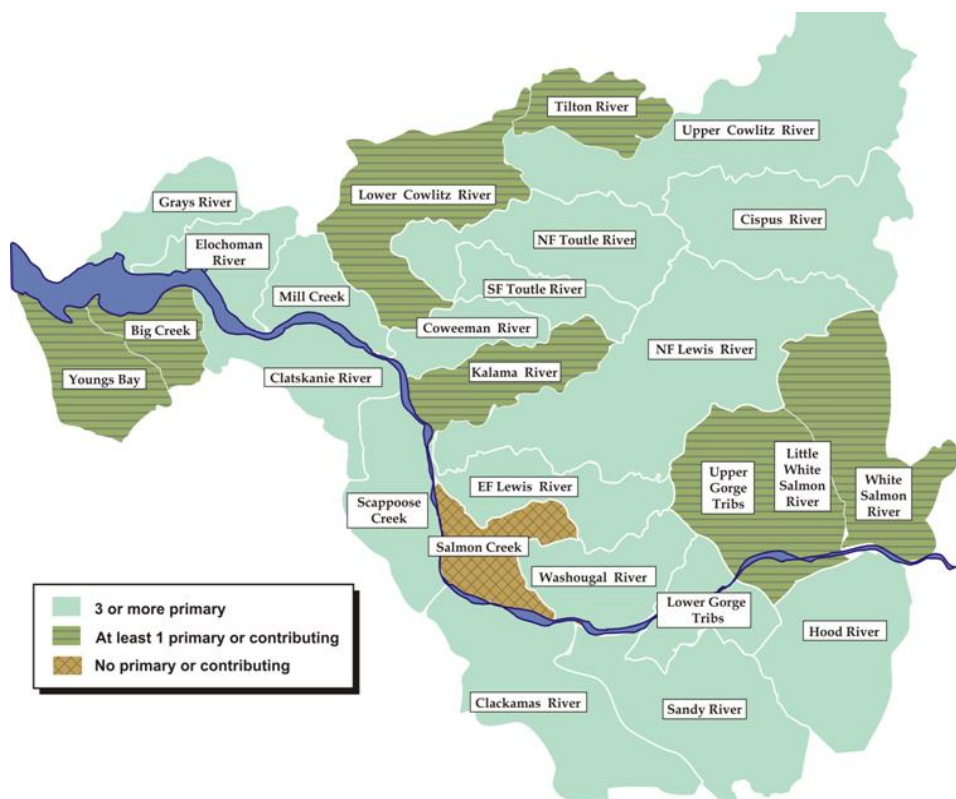 Tilton River
Upper Cowlitz River
Lower Cowlitz River
Grays River
Cispus River
Elochoman
River
NF Toutle River
Mill Creek
SF Toutle River
Big Creek
Coweeman River
NF Lewis River
Youngs Bay
Clatskanie River
Kalama River
Upper
Gorge
Tribs
Little
White
Salmon
River
White
Salmon
River
EF Lewis River
Scappoose
Creek
Salmon Creek
Washougal River
Lower Gorge
Tribs
Hood River
3 or more primary
At least 1 primary or contributing
No primary or contributing
Clackamas River
Sandy River